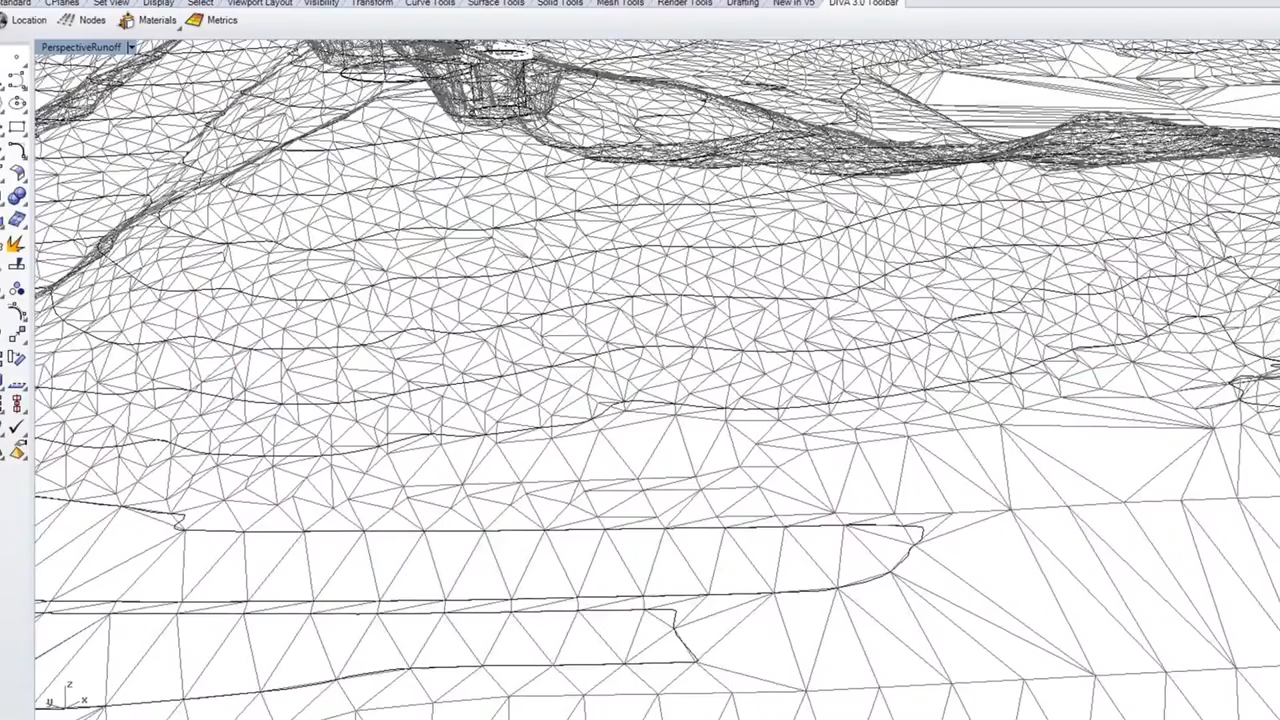 Standard CPlanes Set View Display Select Viewport Layout Visibility Transform Curve Tools Surface Tools Solid Tools Mesh Tools Render Tools Drafting New in V5 DIVA 3.0 Toolbar
Location Nodes Materials Metrics
PerspectiveRunoff
z
y x